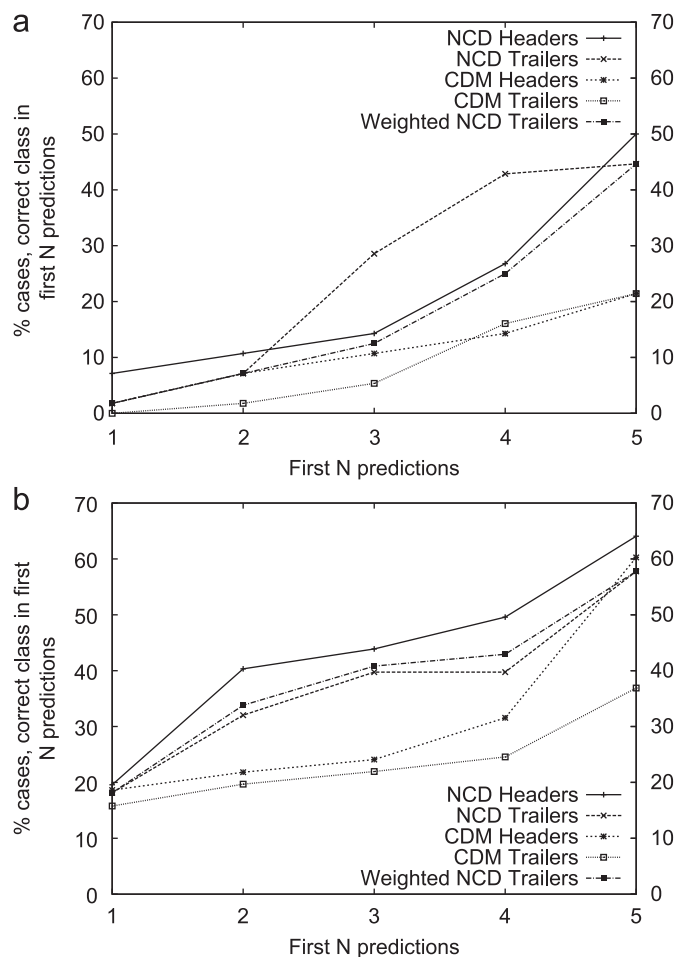 a
% cases, correct class in
first N predictions
70
60
50
40
30
20
10
0
NCD Headers
NCD Trailers
CDM Headers
CDM Trailers
Weighted NCD Trailers
70
60
50
40
30
20
10
0
1 2 3 4 5
First N predictions
b
% cases, correct class in first
N predictions
70
60
50
40
30
20
10
0
NCD Headers
NCD Trailers
CDM Headers
CDM Trailers
Weighted NCD Trailers
70
60
50
40
30
20
10
0
1 2 3 4 5
First N predictions